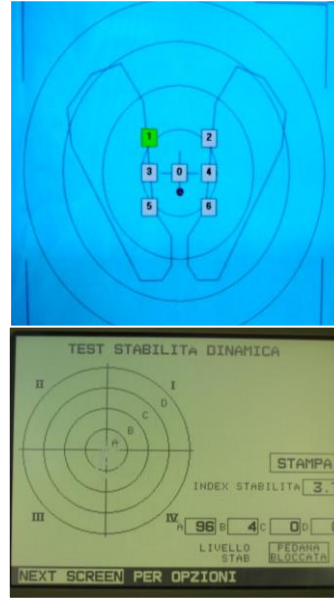 1 2
3 0 4
5 6
TEST STABILITA DINAMICA
II I
D
C
B
A
STAMPA
INDEX STABILITA 3.
III IV
A 96 B 4 C 0 D
LIVELLO STAB PEDANA BLOCCATA
NEXT SCREEN PER OPZIONI